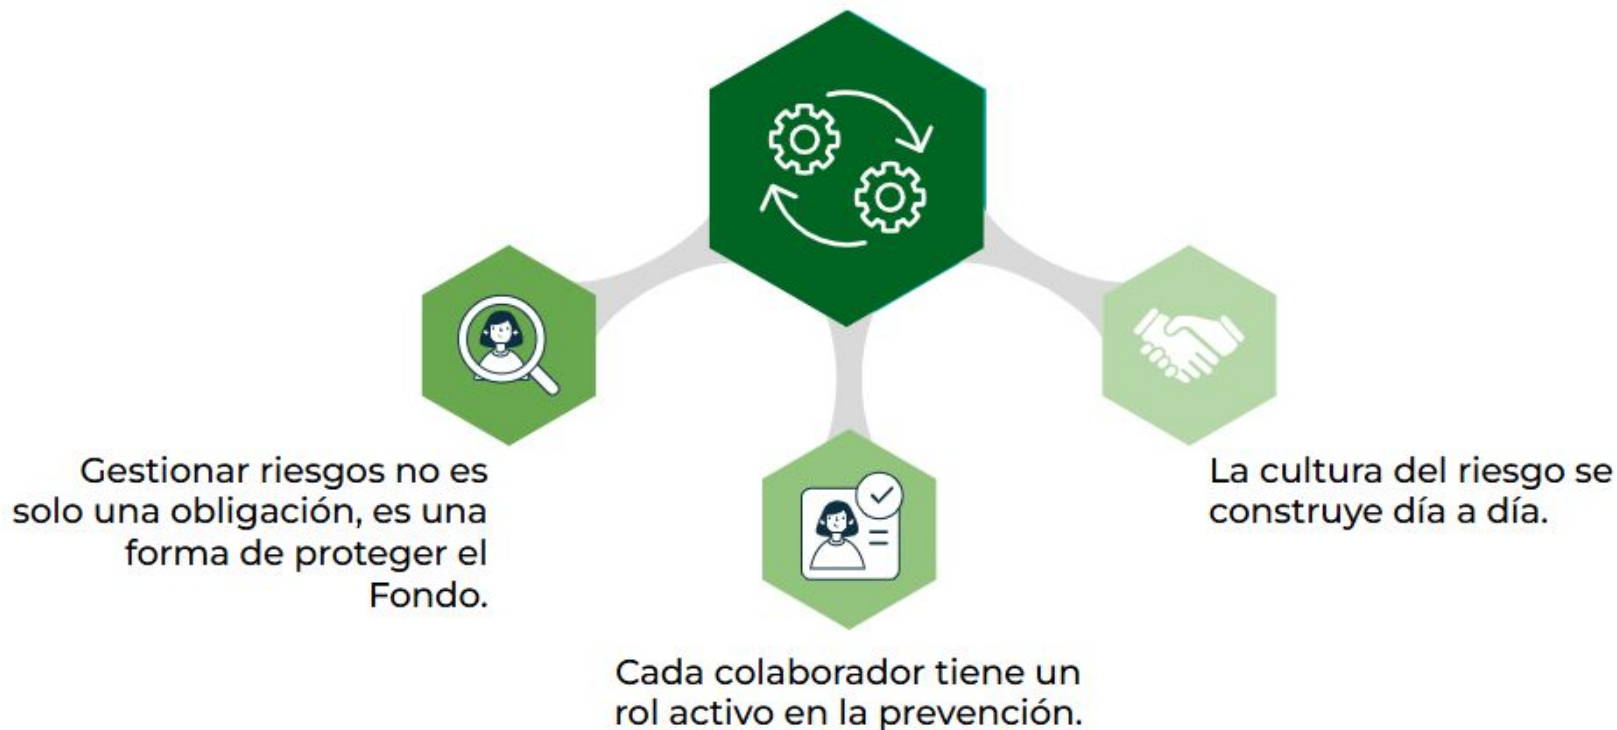 Gestionar riesgos no es
solo una obligación, es una
forma de proteger el
Fondo.
Cada colaborador tiene un
rol activo en la prevención.
La cultura del riesgo se
construye día a día.